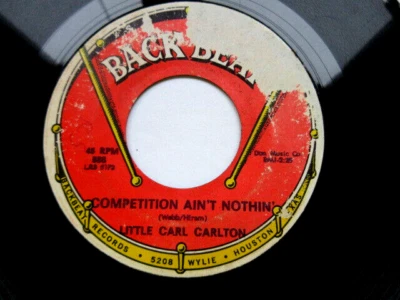 BACK BEAT
45 RPM
588
Don Music Co.
BMI-2:35
COMPETITION AIN'T NOTHIN'
(Webb/Hiram)
LITTLE CARL CARLTON
BACKBEAT RECORDS • 5208 WYLIE • HOUSTON, TEXAS